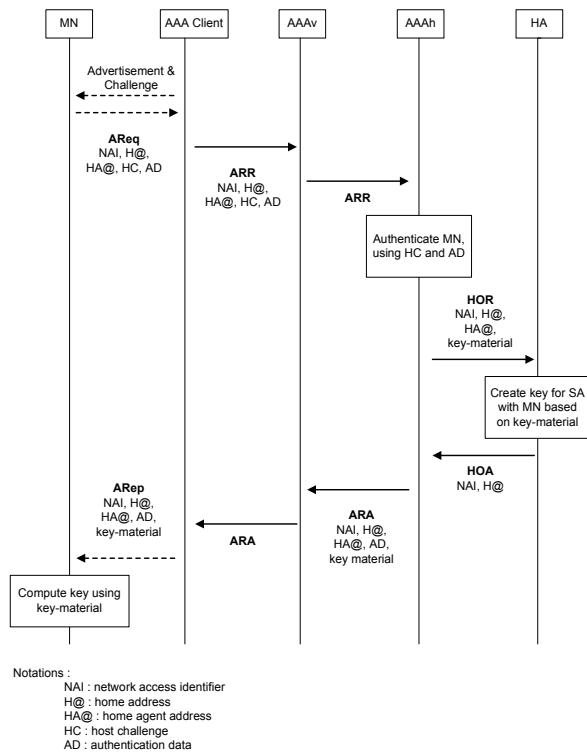 MN
AAA Client
AAAv
AAAh
HA
Advertisement &
Challenge
AReq
NAI, H@,
HA@, HC, AD
ARR
NAI, H@,
HA@, HC, AD
ARR
Authenticate MN,
using HC and AD
HOR
NAI, H@,
HA@,
key-material
Create key for SA
with MN based
on key-material
HOA
NAI, H@
ARep
NAI, H@,
HA@, AD,
key-material
ARA
ARA
NAI, H@,
HA@, AD,
key material
Compute key using
key-material
Notations :
NAI : network access identifier
H@ : home address
HA@ : home agent address
HC : host challenge
AD : authentication data